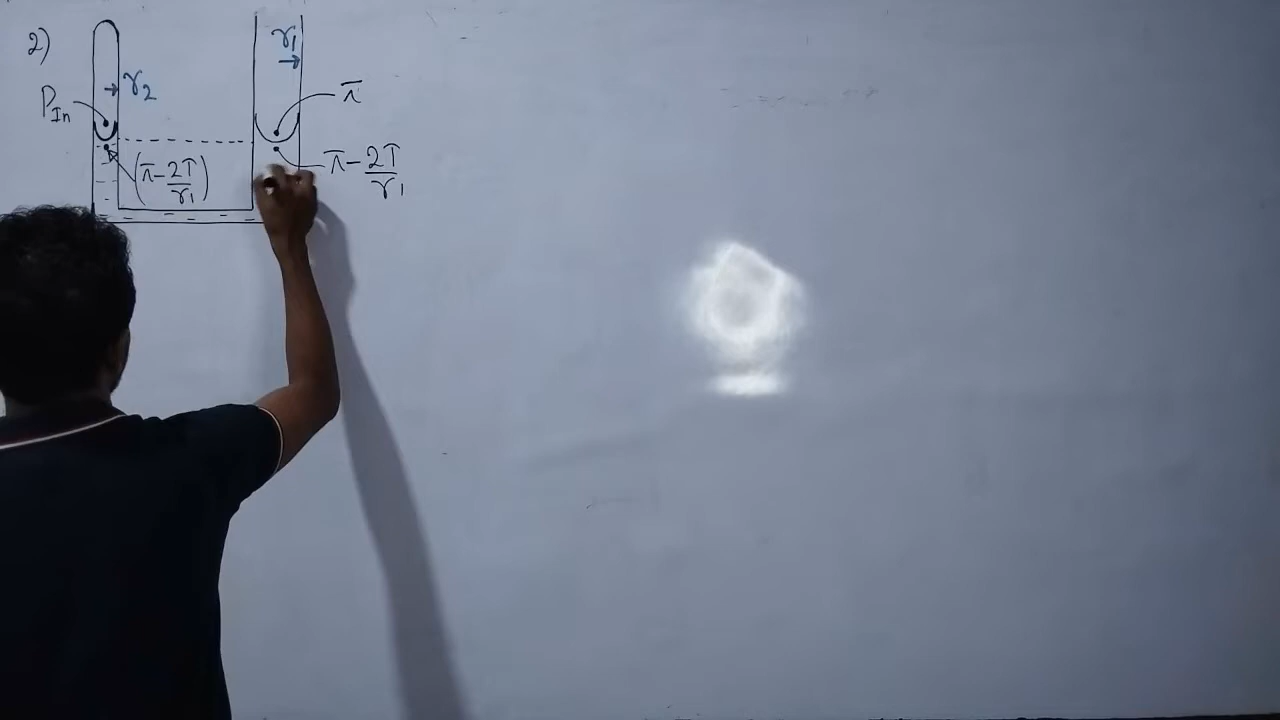 2)
r₁
r₂
P_In
π̄
(π̄ - 2T/r₁)
π̄ - 2T/r₁